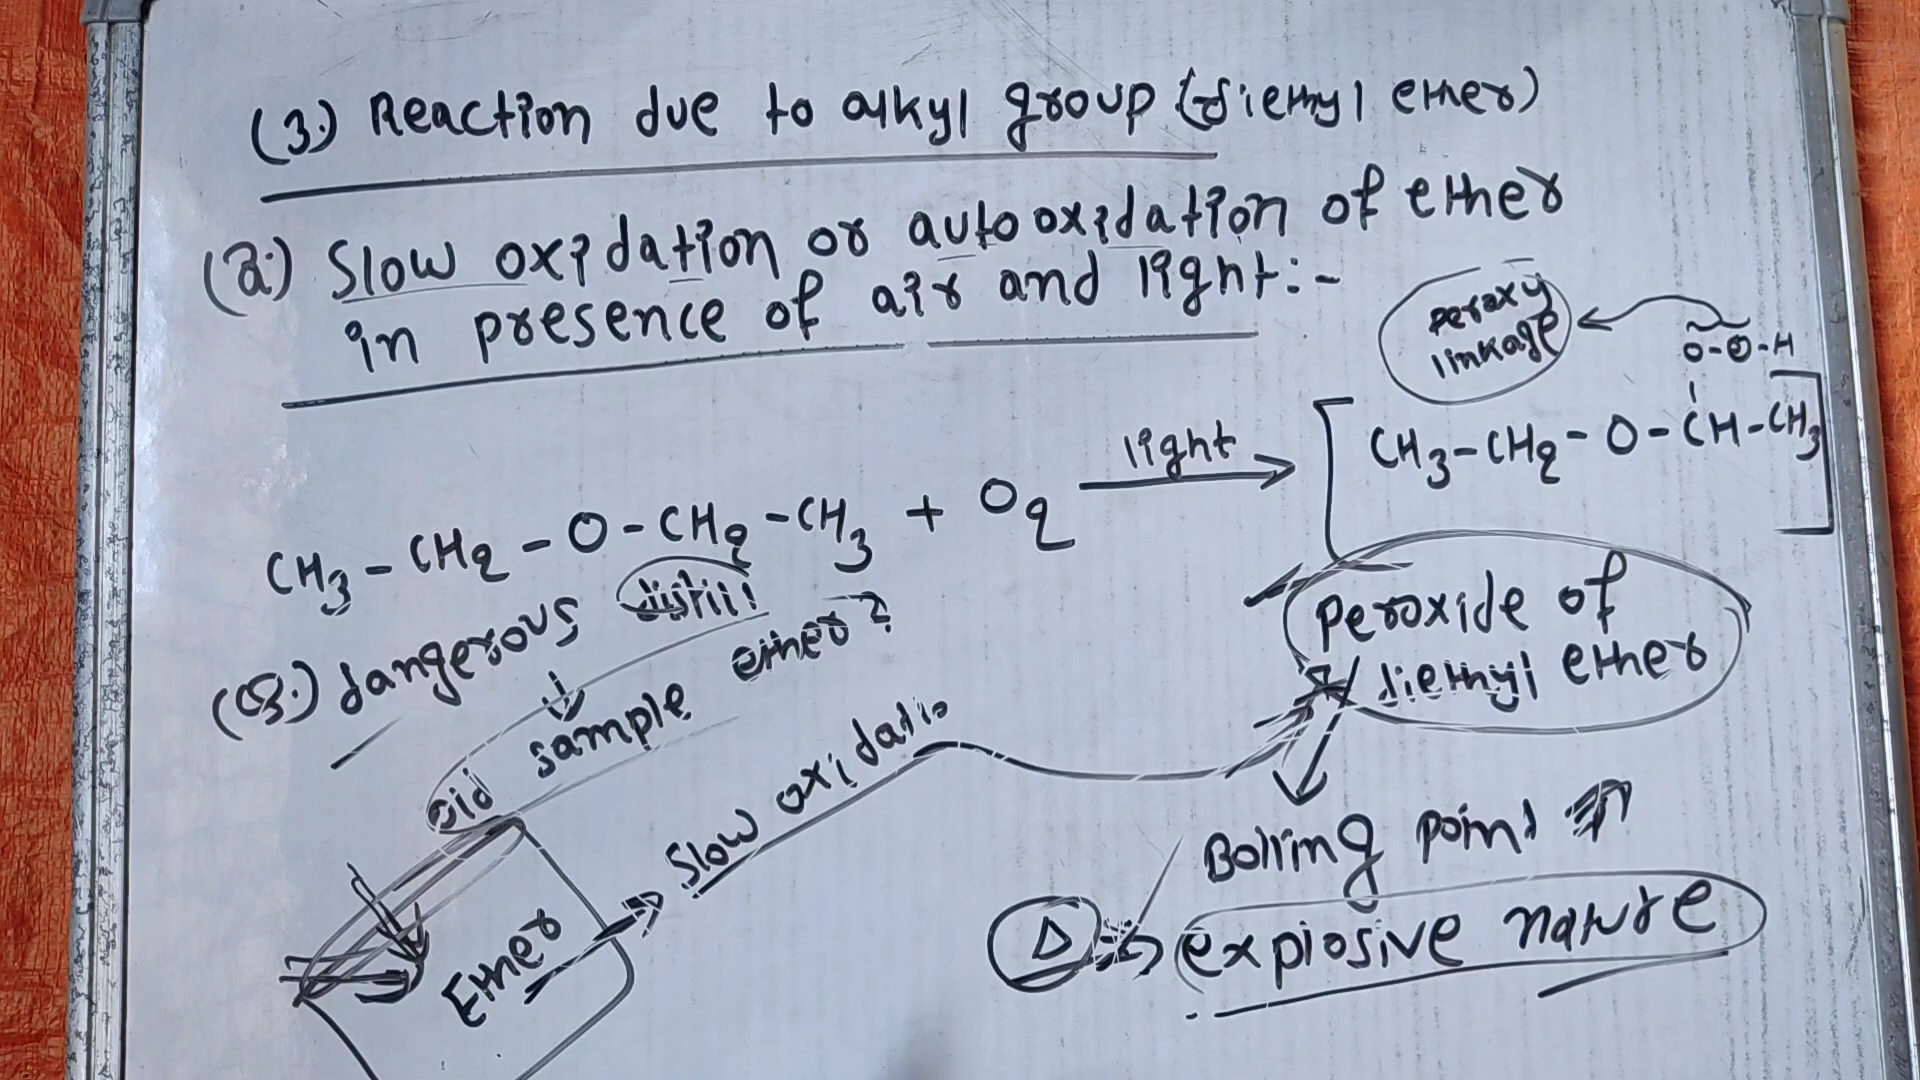 (3.) Reaction due to alkyl group (diethyl ether)
(a.) Slow oxidation or autooxidation of ether
in presence of air and light:-
peroxy
linkage
O-O-H
CH3-CH2-O-CH-CH3
light
CH3-CH2-O-CH2-CH3 + O2
Peroxide of
diethyl ether
(Q.) dangerous distill
old sample ether?
Slow oxidatio
Ether
Boiling point ↑
Δ → explosive nature